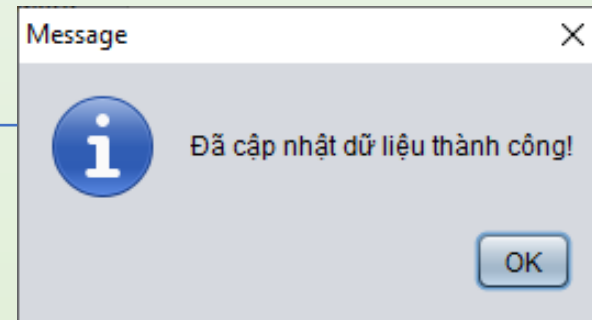 Message
Đã cập nhật dữ liệu thành công!
OK